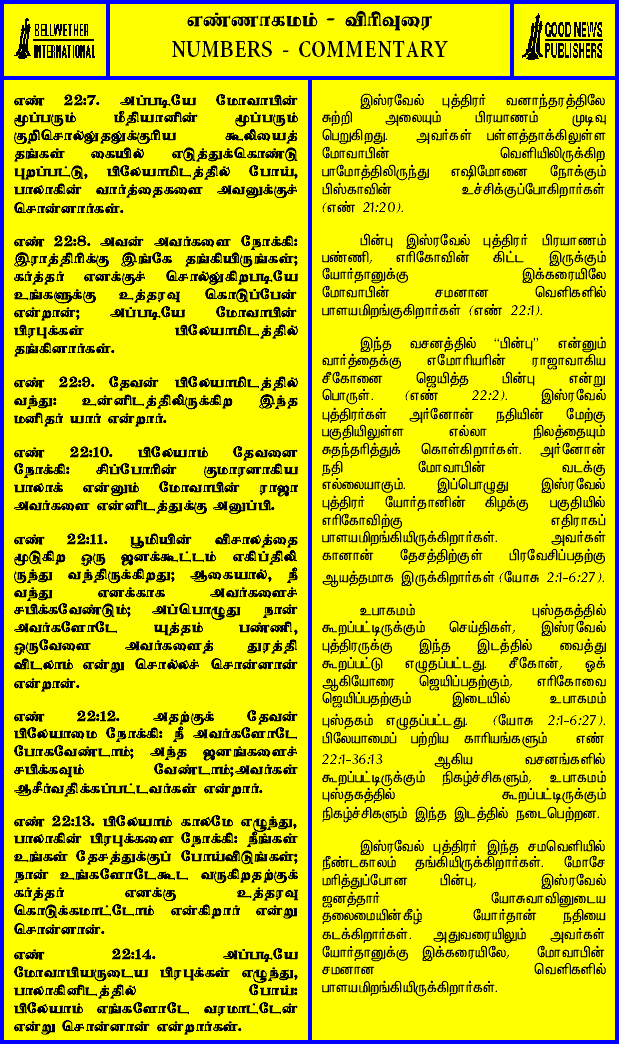 BELLWETHER
INTERNATIONAL
எண்ணாகமம் - விரிவுரை
NUMBERS - COMMENTARY
GOOD NEWS
PUBLISHERS
எண் 22:7. அப்படியே மோவாபின்
மூப்பரும் மீதியானின் மூப்பரும்
குறிசொல்லுதலுக்குரிய கூலியைத்
தங்கள் கையில் எடுத்துக்கொண்டு
புறப்பட்டு, பிலேயாமிடத்தில் போய்,
பாலாகின் வார்த்தைகளை அவனுக்குச்
சொன்னார்கள்.
எண் 22:8. அவன் அவர்களை நோக்கி:
இராத்திரிக்கு இங்கே தங்கியிருங்கள்;
கர்த்தர் எனக்குச் சொல்லுகிறபடியே
உங்களுக்கு உத்தரவு கொடுப்பேன்
என்றான்; அப்படியே மோவாபின்
பிரபுக்கள் பிலேயாமிடத்தில்
தங்கினார்கள்.
எண் 22:9. தேவன் பிலேயாமிடத்தில்
வந்து: உன்னிடத்திலிருக்கிற இந்த
மனிதர் யார் என்றார்.
எண் 22:10. பிலேயாம் தேவனை
நோக்கி: சிப்போரின் குமாரனாகிய
பாலாக் என்னும் மோவாபின் ராஜா
அவர்களை என்னிடத்துக்கு அனுப்பி.
எண் 22:11. பூமியின் விசாலத்தை
மூடுகிற ஒரு ஜனக்கூட்டம் எகிப்திலி
ருந்து வந்திருக்கிறது; ஆகையால், நீ
வந்து எனக்காக அவர்களைச்
சபிக்கவேண்டும்; அப்பொழுது நான்
அவர்களோடே யுத்தம் பண்ணி,
ஒருவேளை அவர்களைத் துரத்தி
விடலாம் என்று சொல்லச் சொன்னான்
என்றான்.
எண் 22:12. அதற்குத் தேவன்
பிலேயாமை நோக்கி: நீ அவர்களோடே
போகவேண்டாம்; அந்த ஜனங்களைச்
சபிக்கவும் வேண்டாம்;அவர்கள்
ஆசீர்வதிக்கப்பட்டவர்கள் என்றார்.
எண் 22:13. பிலேயாம் காலமே எழுந்து,
பாலாகின் பிரபுக்களை நோக்கி: நீங்கள்
உங்கள் தேசத்துக்குப் போய்விடுங்கள்;
நான் உங்களோடேகூட வருகிறதற்குக்
கர்த்தர் எனக்கு உத்தரவு
கொடுக்கமாட்டோம் என்கிறார் என்று
சொன்னான்.
எண் 22:14. அப்படியே
மோவாபியருடைய பிரபுக்கள் எழுந்து,
பாலாகினிடத்தில் போய்:
பிலேயாம் எங்களோடே வரமாட்டேன்
என்று சொன்னான் என்றார்கள்.
இஸ்ரவேல் புத்திரர் வனாந்தரத்திலே
சுற்றி அலையும் பிரயாணம் முடிவு
பெறுகிறது. அவர்கள் பள்ளத்தாக்கிலுள்ள
மோவாபின் வெளியிலிருக்கிற
பாமோத்திலிருந்து எஷிமோனை நோக்கும்
பிஸ்காவின் உச்சிக்குப்போகிறார்கள்
(எண் 21:20).
பின்பு இஸ்ரவேல் புத்திரர் பிரயாணம்
பண்ணி, எரிகோவின் கிட்ட இருக்கும்
யோர்தானுக்கு இக்கரையிலே
மோவாபின் சமனான வெளிகளில்
பாளயமிறங்குகிறார்கள் (எண் 22:1).
இந்த வசனத்தில் “பின்பு” என்னும்
வார்த்தைக்கு எமோரியரின் ராஜாவாகிய
சீகோனை ஜெயித்த பின்பு என்று
பொருள். (எண் 22:2). இஸ்ரவேல்
புத்திரர்கள் அர்னோன் நதியின் மேற்கு
பகுதியிலுள்ள எல்லா நிலத்தையும்
சுதந்தரித்துக் கொள்கிறார்கள். அர்னோன்
நதி மோவாபின் வடக்கு
எல்லையாகும். இப்பொழுது இஸ்ரவேல்
புத்திரர் யோர்தானின் கிழக்கு பகுதியில்
எரிகோவிற்கு எதிராகப்
பாளயமிறங்கியிருக்கிறார்கள். அவர்கள்
கானான் தேசத்திற்குள் பிரவேசிப்பதற்கு
ஆயத்தமாக இருக்கிறார்கள் (யோசு 2:1-6:27).
உபாகமம் புஸ்தகத்தில்
கூறப்பட்டிருக்கும் செய்திகள், இஸ்ரவேல்
புத்திரருக்கு இந்த இடத்தில் வைத்து
கூறப்பட்டு எழுதப்பட்டது. சீகோன், ஓக்
ஆகியோரை ஜெயிப்பதற்கும், எரிகோவை
ஜெயிப்பதற்கும் இடையில் உபாகமம்
புஸ்தகம் எழுதப்பட்டது. (யோசு 2:1-6:27).
பிலேயாமைப் பற்றிய காரியங்களும் எண்
22:1-36:13 ஆகிய வசனங்களில்
கூறப்பட்டிருக்கும் நிகழ்ச்சிகளும், உபாகமம்
புஸ்தகத்தில் கூறப்பட்டிருக்கும்
நிகழ்ச்சிகளும் இந்த இடத்தில் நடைபெற்றன.
இஸ்ரவேல் புத்திரர் இந்த சமவெளியில்
நீண்டகாலம் தங்கியிருக்கிறார்கள். மோசே
மரித்துப்போன பின்பு, இஸ்ரவேல்
ஜனத்தார் யோசுவாவினுடைய
தலைமையின்கீழ் யோர்தான் நதியை
கடக்கிறார்கள். அதுவரையிலும் அவர்கள்
யோர்தானுக்கு இக்கரையிலே, மோவாபின்
சமனான வெளிகளில்
பாளயமிறங்கியிருக்கிறார்கள்.